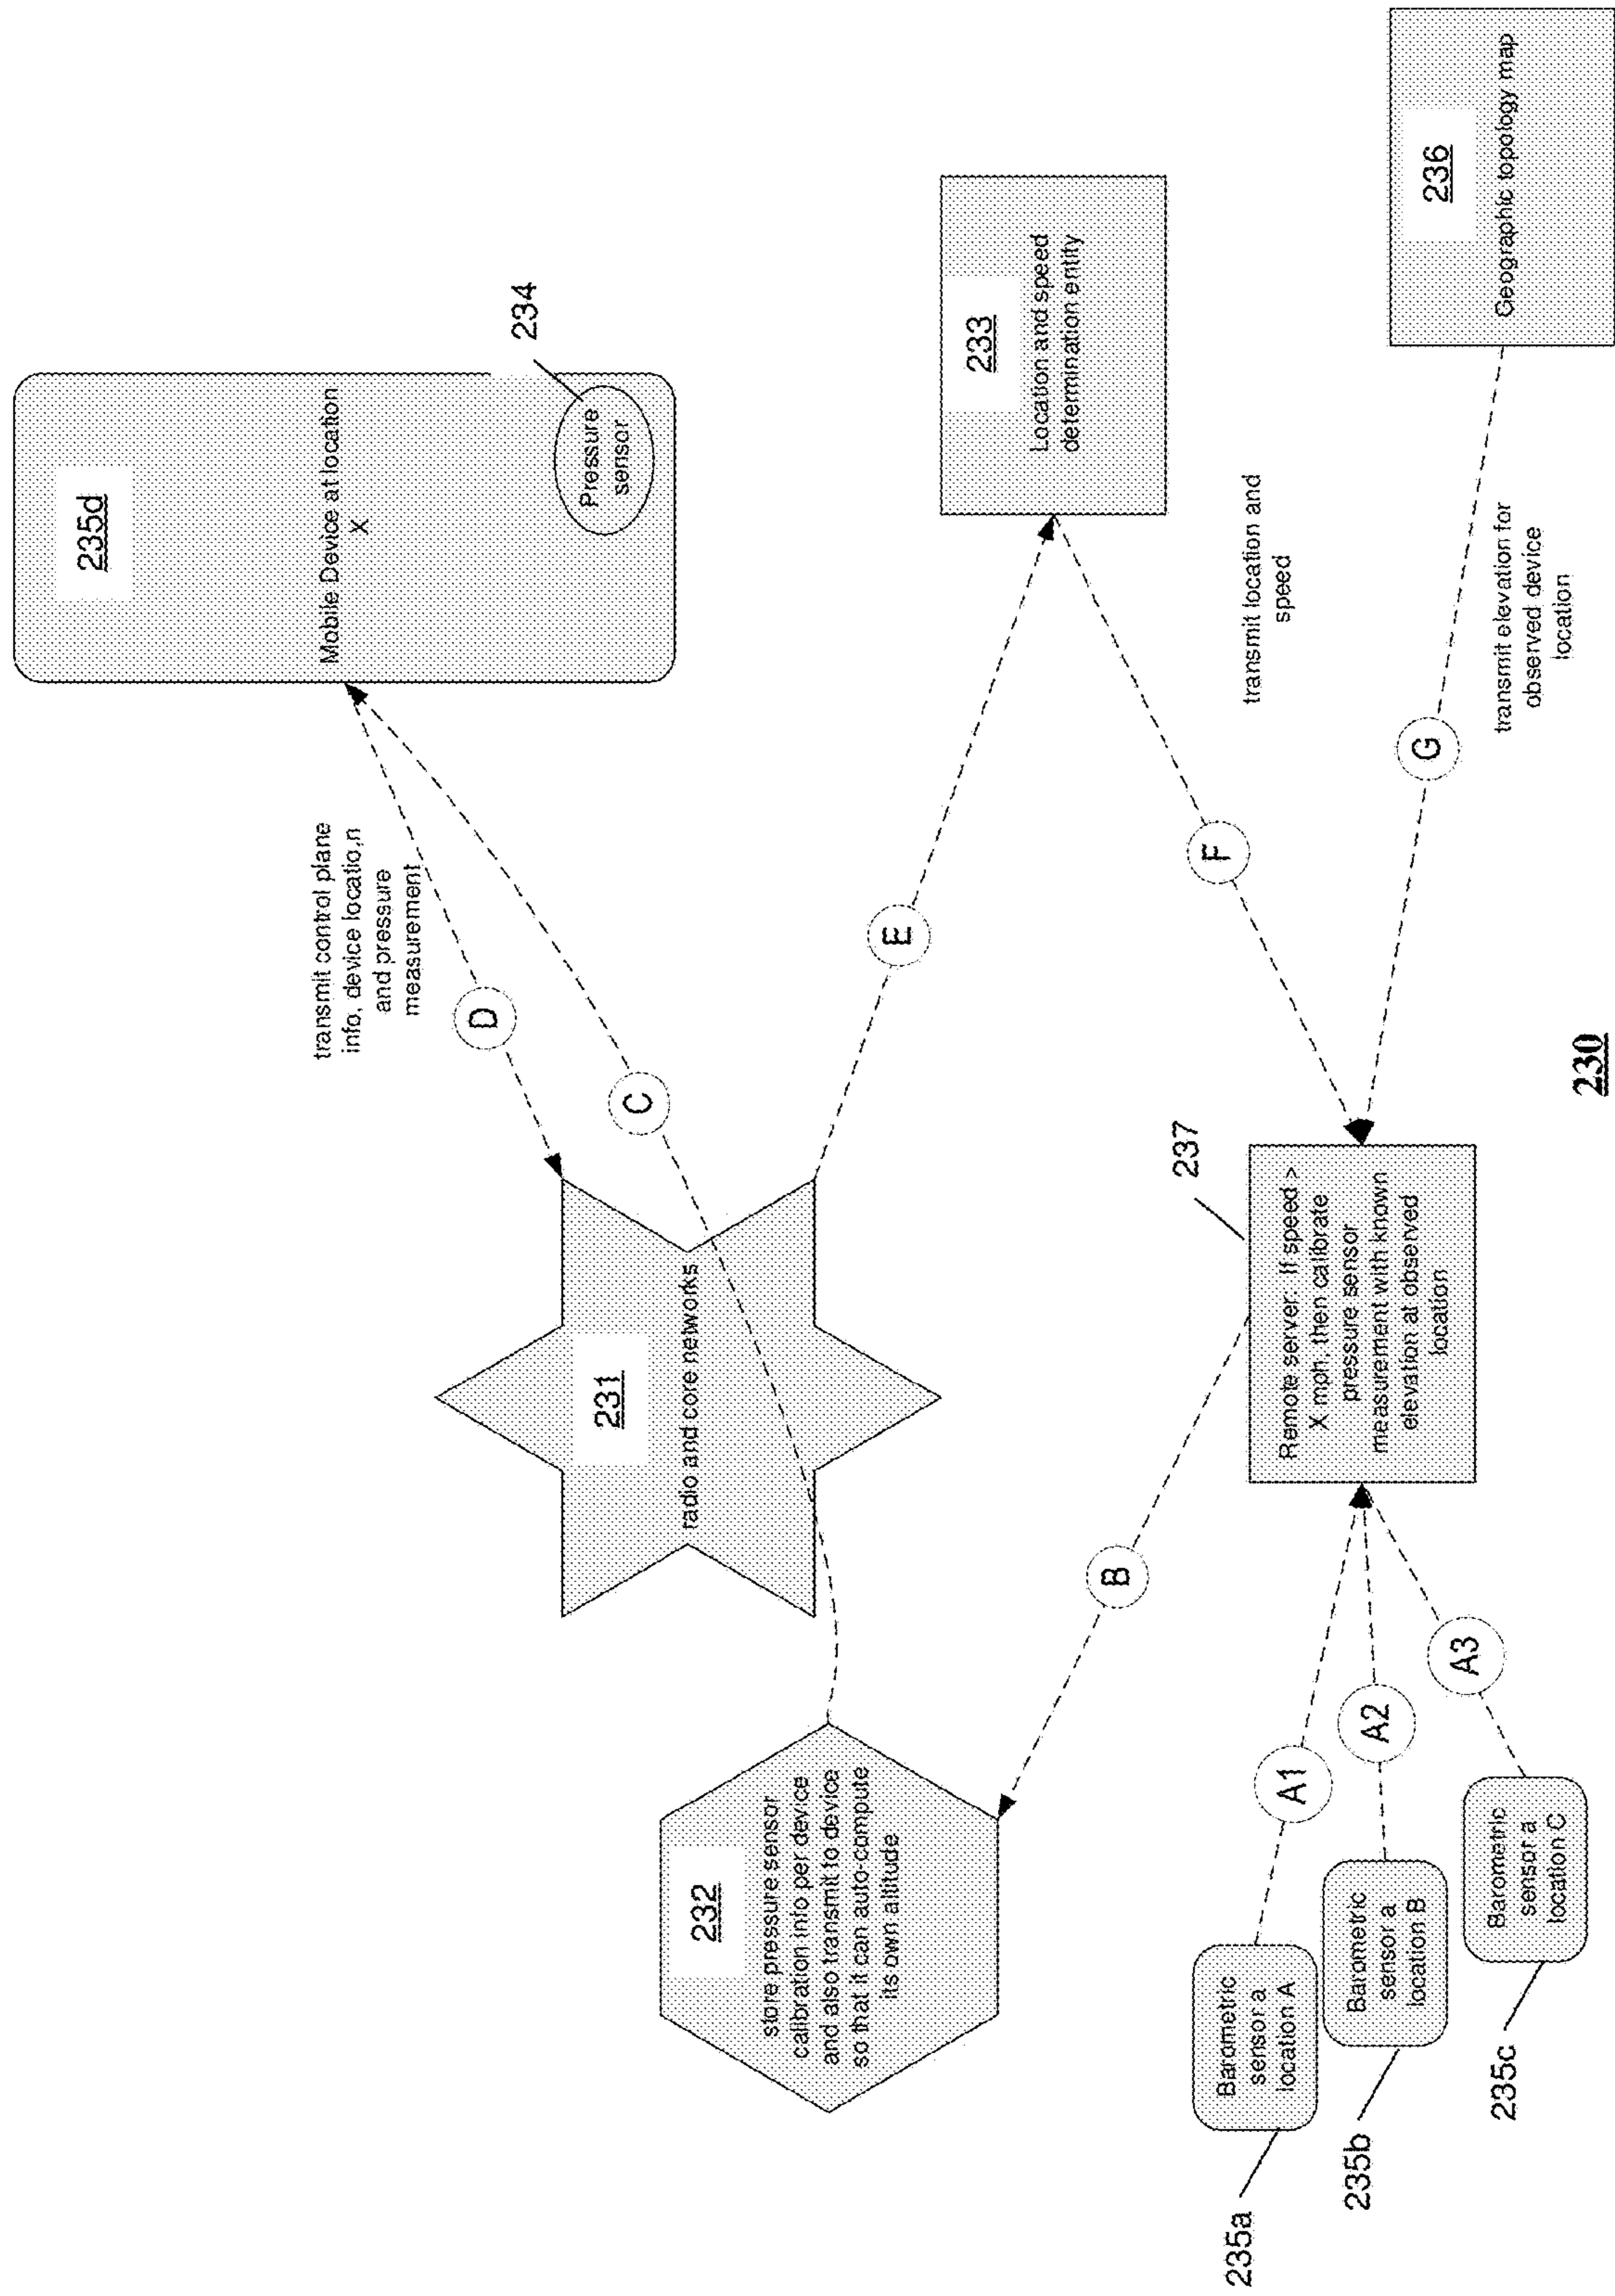 235d
Mobile Device at location
X
Pressure
sensor
234
transmit control plane
info, device locatio,n
and pressure
measurement
D
C
231
radio and core networks
232
store pressure sensor
calibration info per device
and also transmit to device
so that it can auto-compute
its own altitude
E
233
Location and speed
determination entity
B
F
transmit location and
speed
237
Remote server: If speed >
X mph, then calibrate
pressure sensor
measurement with known
elevation at observed
location
G
transmit elevation for
observed device
location
236
Geographic topology map
A1
A2
A3
Barometric
sensor a
location A
235a
Barometric
sensor a
location B
235b
Barometric
sensor a
location C
235c
230